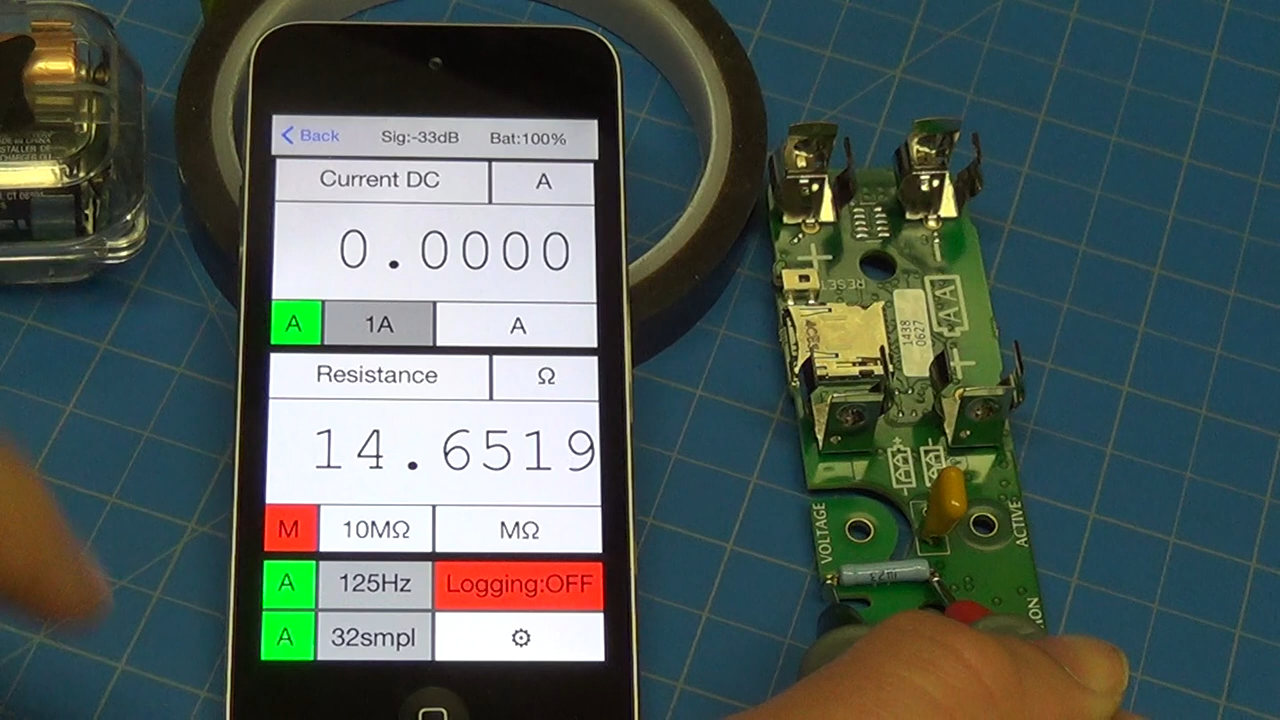 Back Sig:-33dB Bat:100%
Current DC A
0.0000
A 1A A
Resistance Ω
14.6519
M 10MΩ MΩ
A 125Hz Logging:OFF
A 32smpl
+ -
RESET
AA
1438
0627
VOLTAGE
ACTIVE